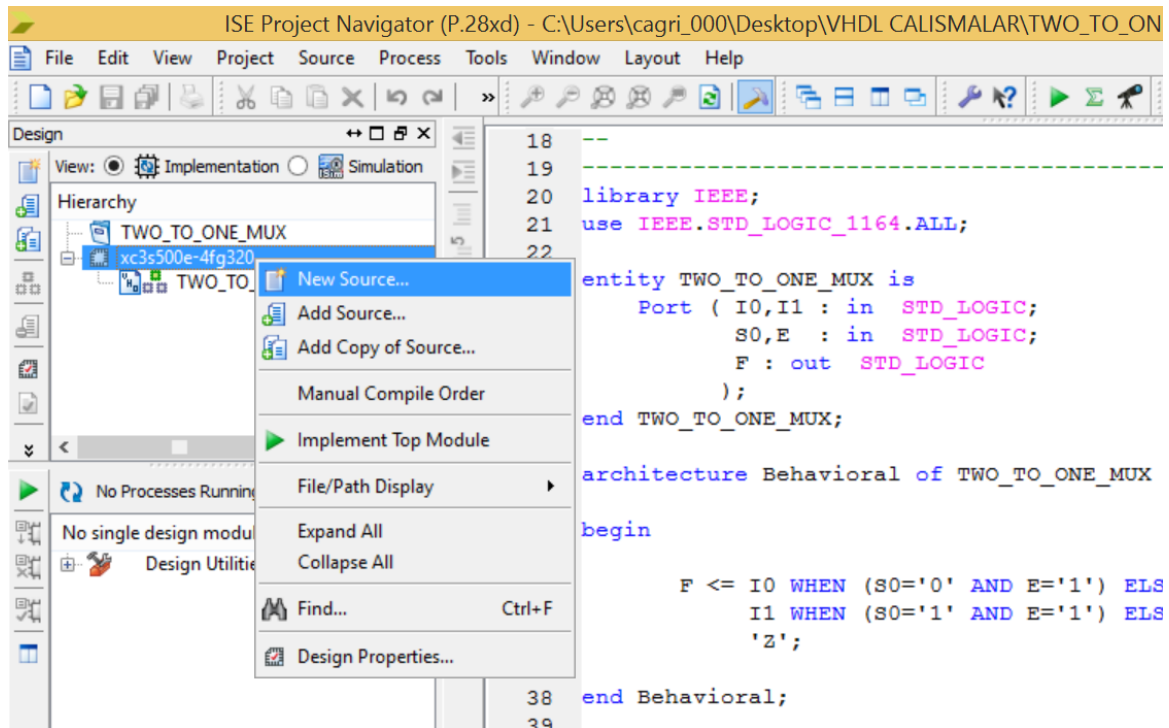 ISE Project Navigator (P.28xd) - C:\Users\cagri_000\Desktop\VHDL CALISMALAR\TWO_TO_ON
File Edit View Project Source Process Tools Window Layout Help
»
Design
View: Implementation Simulation
Hierarchy
TWO_TO_ONE_MUX
xc3s500e-4fg320
TWO_TO_
No Processes Running
No single design modul
Design Utilitie
New Source...
Add Source...
Add Copy of Source...
Manual Compile Order
Implement Top Module
File/Path Display
Expand All
Collapse All
Find... Ctrl+F
Design Properties...
18 --
19 ----------------------------------
20 library IEEE;
21 use IEEE.STD_LOGIC_1164.ALL;
22
entity TWO_TO_ONE_MUX is
Port ( I0,I1 : in STD_LOGIC;
S0,E : in STD_LOGIC;
F : out STD_LOGIC
);
end TWO_TO_ONE_MUX;
architecture Behavioral of TWO_TO_ONE_MUX
begin
F <= I0 WHEN (S0='0' AND E='1') ELS
I1 WHEN (S0='1' AND E='1') ELS
'Z';
38 end Behavioral;
39